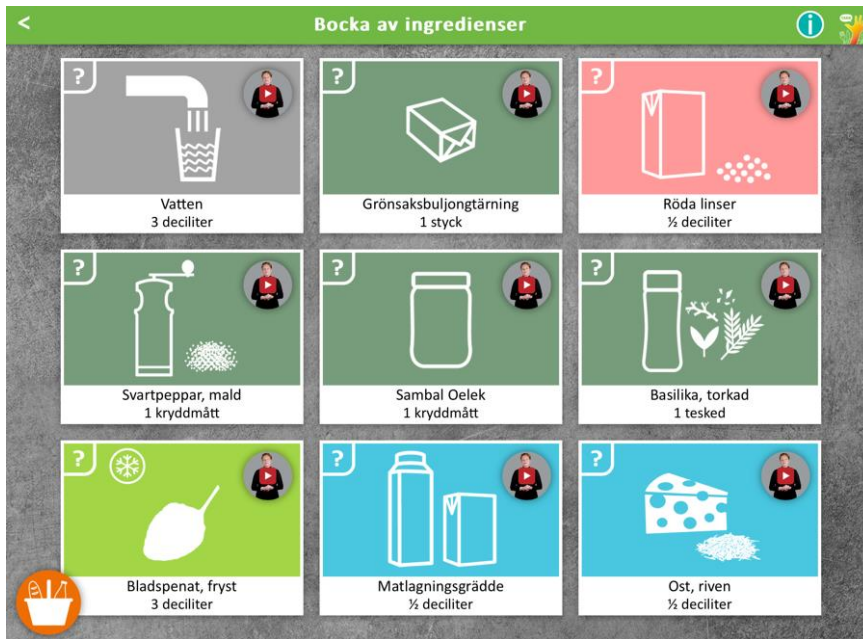 <
Bocka av ingredienser
i
?
Vatten
3 deciliter
?
Grönsaksbuljongtärning
1 styck
?
Röda linser
½ deciliter
?
Svartpeppar, mald
1 kryddmått
?
Sambal Oelek
1 kryddmått
?
Basilika, torkad
1 tesked
?
Bladspenat, fryst
3 deciliter
?
Matlagningsgrädde
½ deciliter
?
Ost, riven
½ deciliter